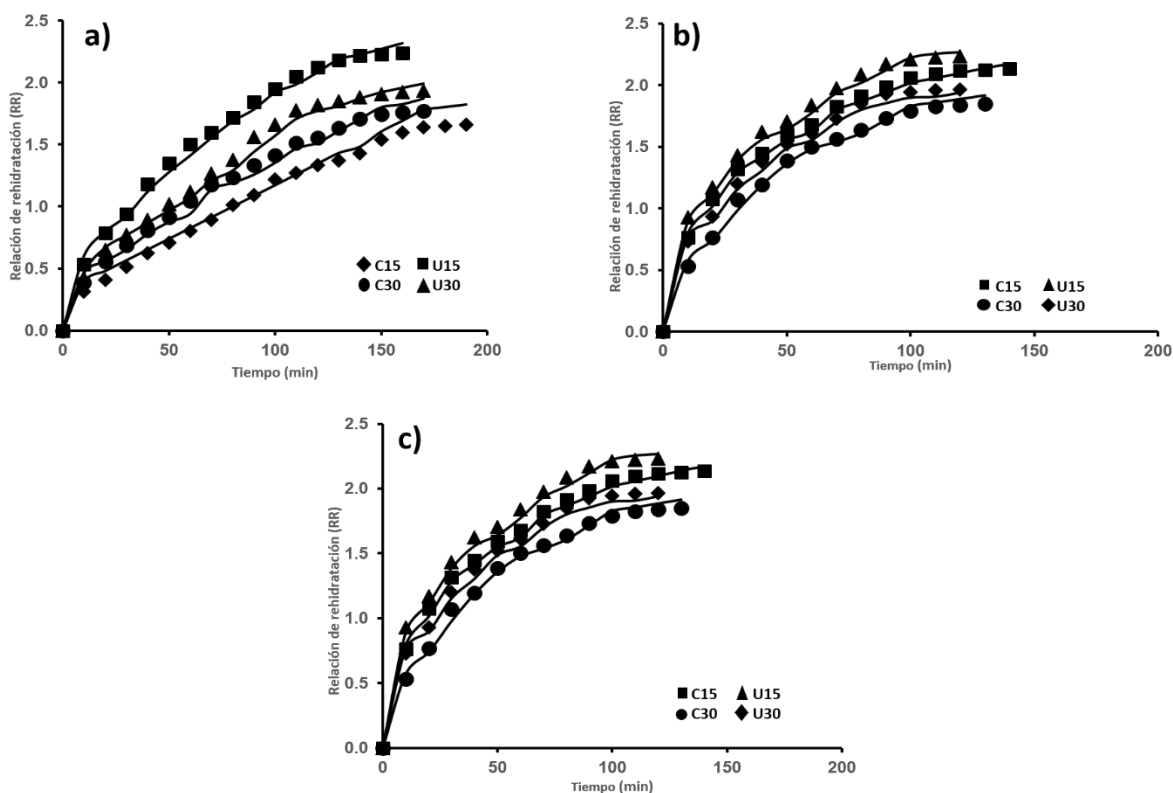 a)
2.5
2.0
1.5
1.0
0.5
0.0
Relación de rehidratación (RR)
C15 U15
C30 U30
0 50 100 150 200
Tiempo (min)
b)
2.5
2.0
1.5
1.0
0.5
0.0
Relaciión de rehidratación (RR)
C15 U15
C30 U30
0 50 100 150 200
Tiempo (min)
c)
2.5
2.0
1.5
1.0
0.5
0.0
Relación de rehidratación (RR)
C15 U15
C30 U30
0 50 100 150 200
Tiempo (min)